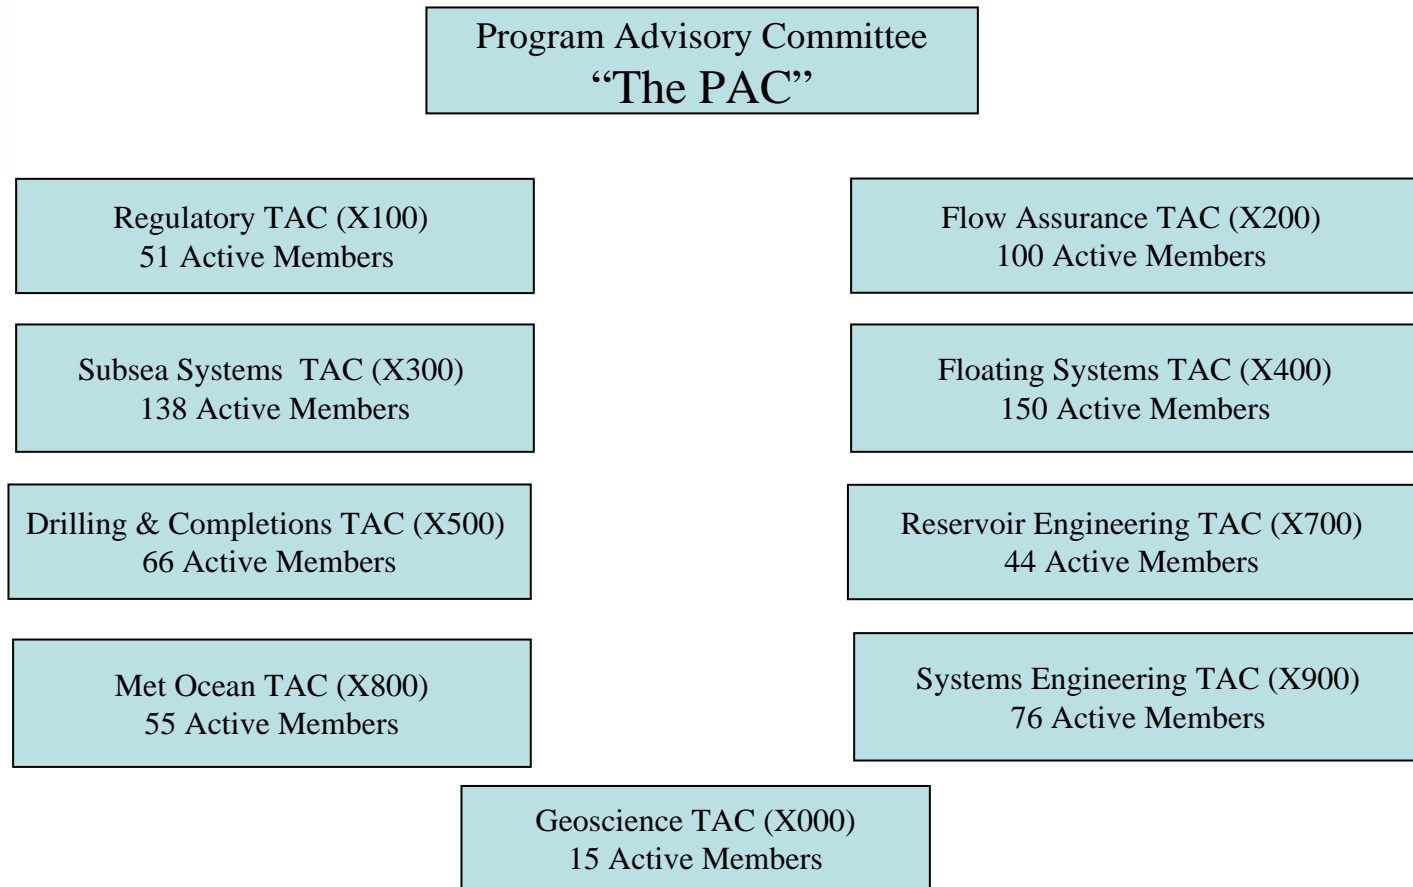 Program Advisory Committee
“The PAC”
Regulatory TAC (X100)
51 Active Members
Flow Assurance TAC (X200)
100 Active Members
Subsea Systems  TAC (X300)
138 Active Members
Floating Systems TAC (X400)
150 Active Members
Drilling & Completions TAC (X500)
66 Active Members
Reservoir Engineering TAC (X700)
44 Active Members
Met Ocean TAC (X800)
55 Active Members
Systems Engineering TAC (X900)
76 Active Members
Geoscience TAC (X000)
15 Active Members